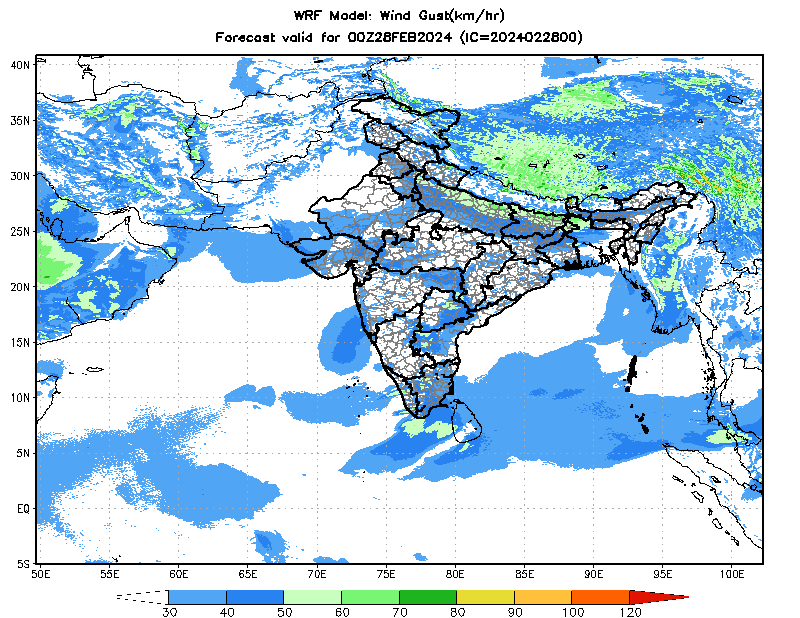 WRF Model: Wind Gust(km/hr)
Forecast valid for 00Z28FEB2024 (IC=2024022800)
40N
35N
30N
25N
20N
15N
10N
5N
EQ
5S
50E 55E 60E 65E 70E 75E 80E 85E 90E 95E 100E
30 40 50 60 70 80 90 100 120